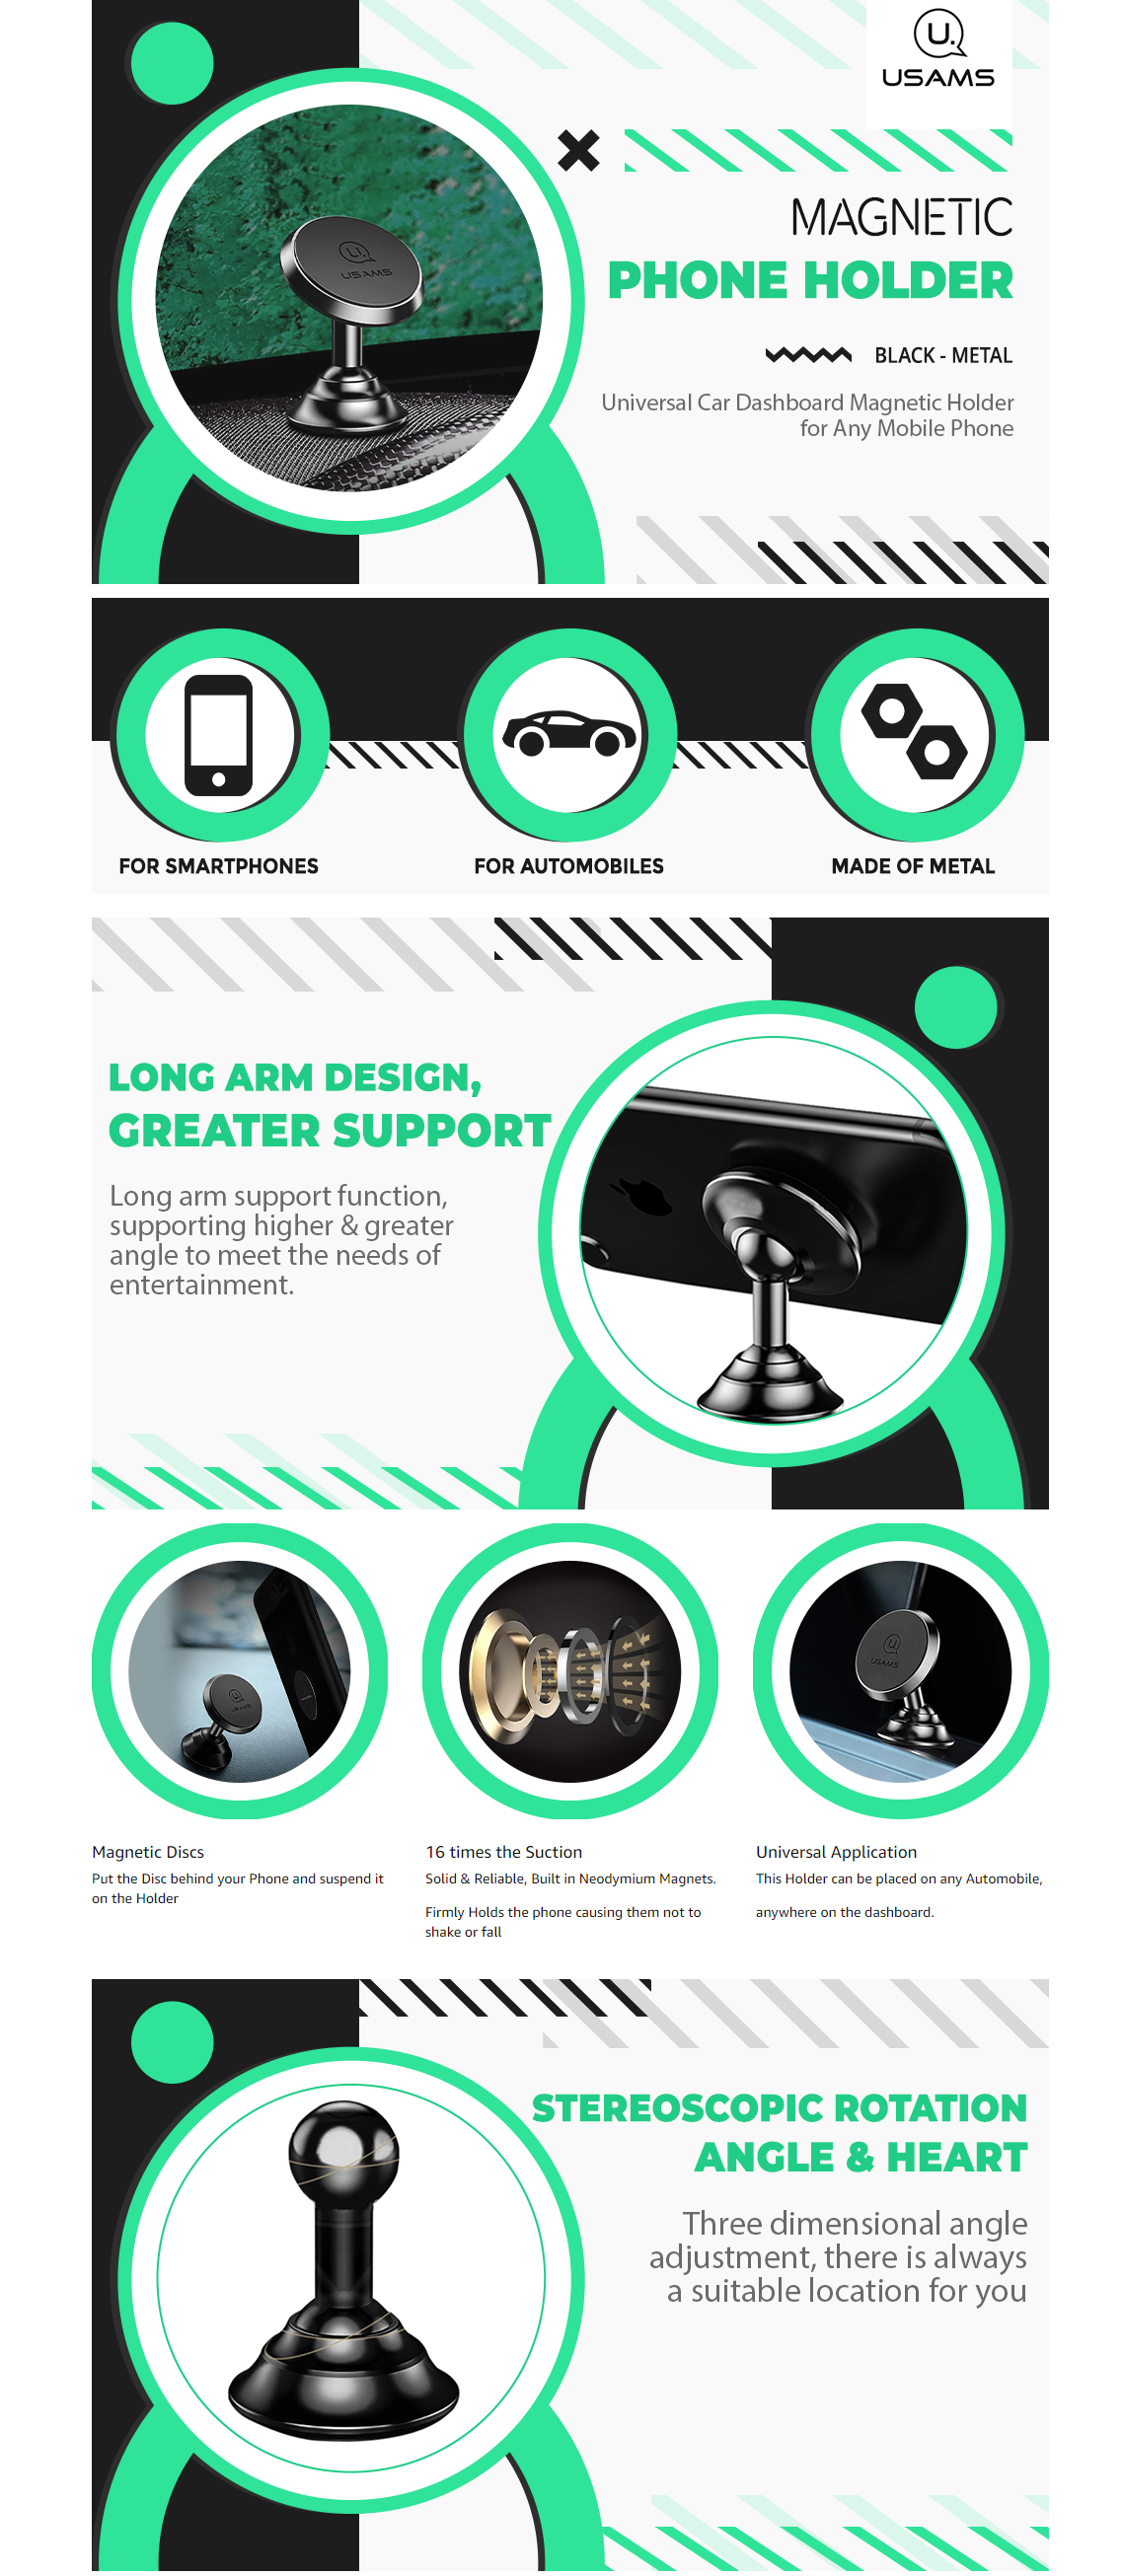 U.
USAMS
MAGNETIC
PHONE HOLDER
BLACK - METAL
Universal Car Dashboard Magnetic Holder
for Any Mobile Phone
U.
USAMS
FOR SMARTPHONES
FOR AUTOMOBILES
MADE OF METAL
LONG ARM DESIGN,
GREATER SUPPORT
Long arm support function,
supporting higher & greater
angle to meet the needs of
entertainment.
U.
USAMS
U.
USAMS
Magnetic Discs
Put the Disc behind your Phone and suspend it
on the Holder
16 times the Suction
Solid & Reliable, Built in Neodymium Magnets.
Firmly Holds the phone causing them not to
shake or fall
Universal Application
This Holder can be placed on any Automobile,
anywhere on the dashboard.
STEREOSCOPIC ROTATION
ANGLE & HEART
Three dimensional angle
adjustment, there is always
a suitable location for you